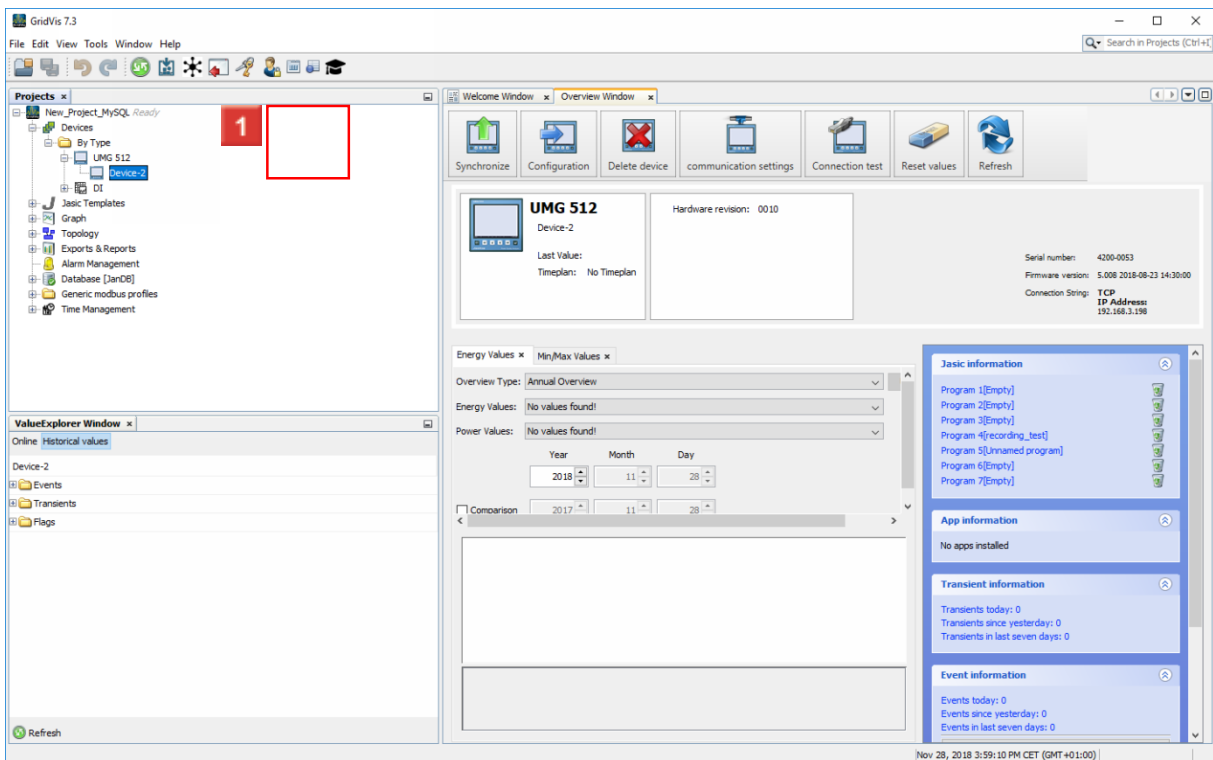 GridVis 7.3
File Edit View Tools Window Help
Search in Projects (Ctrl+I
Projects
New_Project_MySQL Ready
Devices
By Type
UMG 512
Device-2
DI
Jasic Templates
Graph
Topology
Exports & Reports
Alarm Management
Database [JanDB]
Generic modbus profiles
Time Management
1
ValueExplorer Window
Online Historical values
Device-2
Events
Transients
Flags
Refresh
Welcome Window Overview Window
Synchronize Configuration Delete device communication settings Connection test Reset values Refresh
UMG 512
Device-2
Last Value:
Timeplan: No Timeplan
Hardware revision: 0010
Serial number: 4200-0053
Firmware version: 5.008 2018-08-23 14:30:00
Connection String: TCP
IP Address:
192.168.3.198
Energy Values Min/Max Values
Overview Type: Annual Overview
Energy Values: No values found!
Power Values: No values found!
Year Month Day
2018 11 28
Comparison 2017 11 28
Jasic information
Program 1[Empty]
Program 2[Empty]
Program 3[Empty]
Program 4[recording_test]
Program 5[Unnamed program]
Program 6[Empty]
Program 7[Empty]
App information
No apps installed
Transient information
Transients today: 0
Transients since yesterday: 0
Transients in last seven days: 0
Event information
Events today: 0
Events since yesterday: 0
Events in last seven days: 0
Nov 28, 2018 3:59:10 PM CET (GMT+01:00)